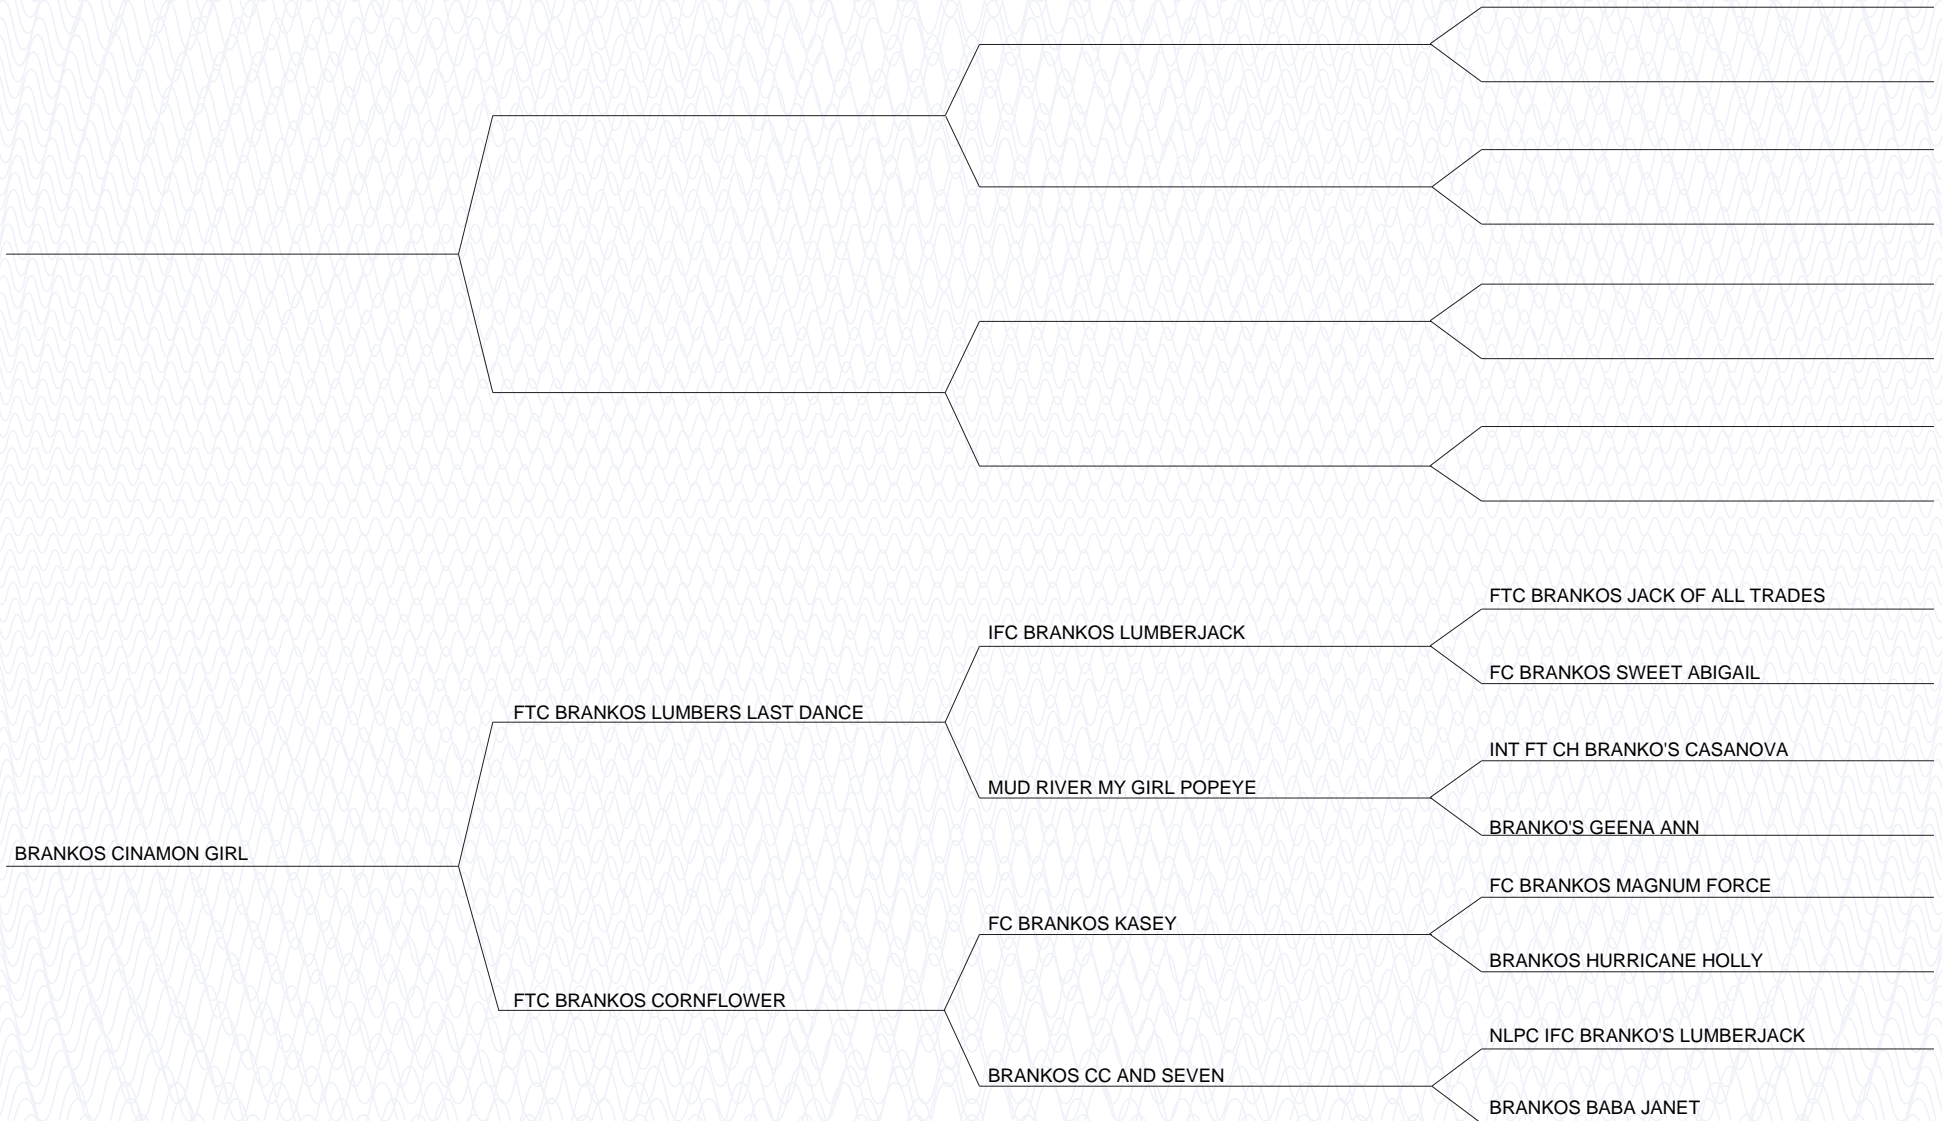 FTC BRANKOS JACK OF ALL TRADES
IFC BRANKOS LUMBERJACK
FC BRANKOS SWEET ABIGAIL
FTC BRANKOS LUMBERS LAST DANCE
INT FT CH BRANKO'S CASANOVA
MUD RIVER MY GIRL POPEYE
BRANKO'S GEENA ANN
BRANKOS CINAMON GIRL
FC BRANKOS MAGNUM FORCE
FC BRANKOS KASEY
BRANKOS HURRICANE HOLLY
FTC BRANKOS CORNFLOWER
NLPC IFC BRANKO'S LUMBERJACK
BRANKOS CC AND SEVEN
BRANKOS BABA JANET